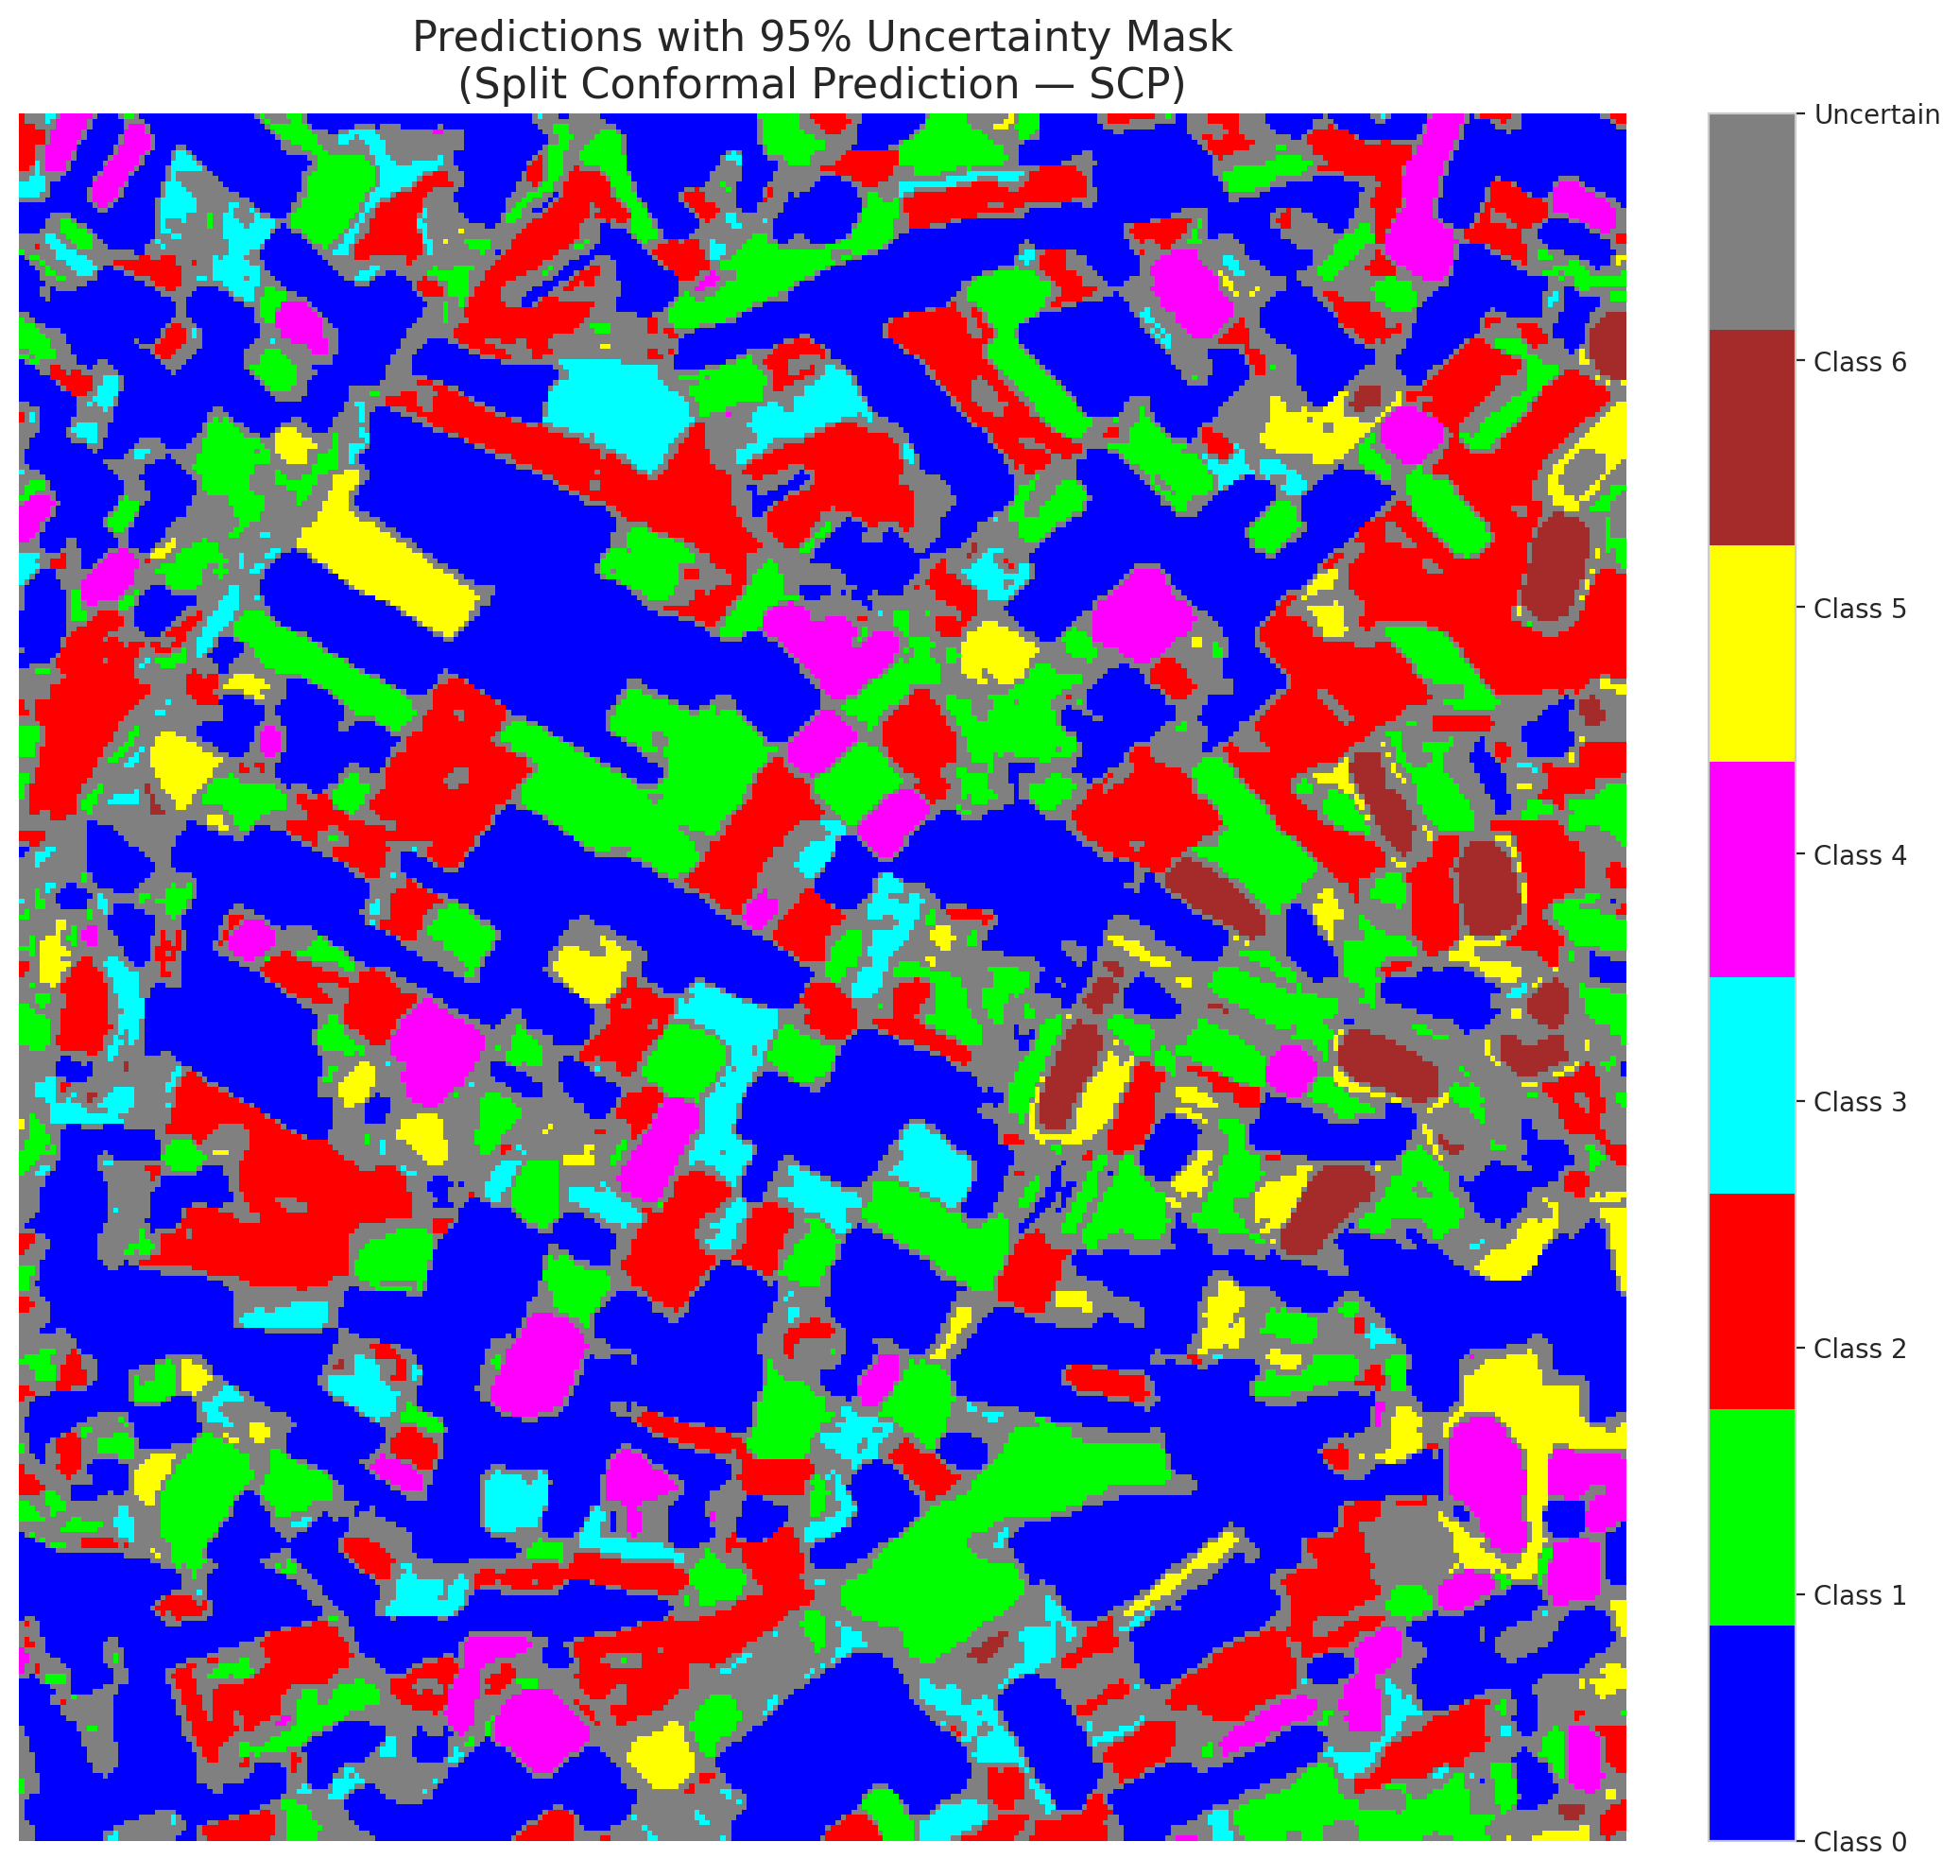 Predictions with 95% Uncertainty Mask
(Split Conformal Prediction — SCP)
Uncertain
Class 6
Class 5
Class 4
Class 3
Class 2
Class 1
Class 0